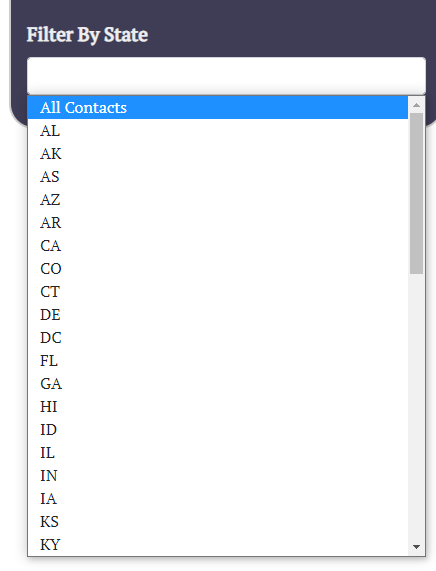 Filter By State
All Contacts
AL
AK
AS
AZ
AR
CA
CO
CT
DE
DC
FL
GA
HI
ID
IL
IN
IA
KS
KY